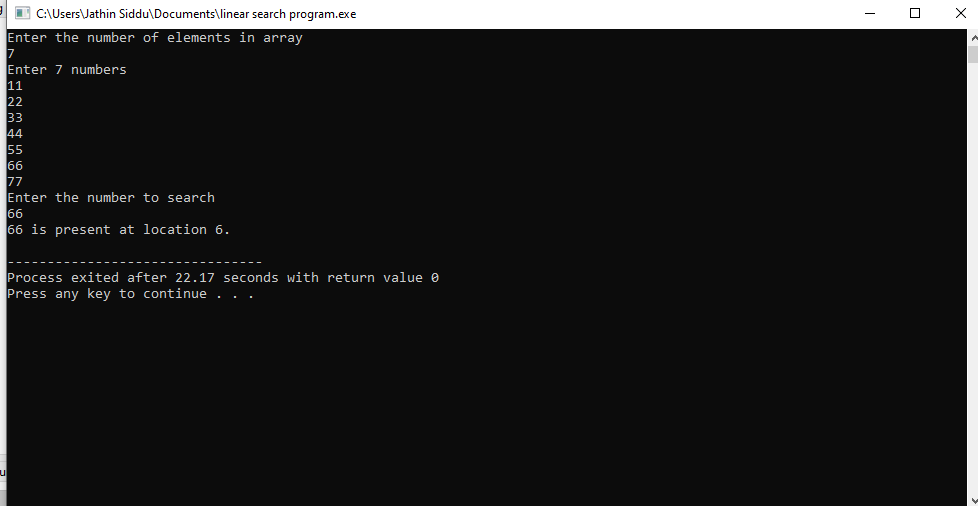 C:\Users\Jathin Siddu\Documents\linear search program.exe
Enter the number of elements in array
7
Enter 7 numbers
11
22
33
44
55
66
77
Enter the number to search
66
66 is present at location 6.
--------------------------------
Process exited after 22.17 seconds with return value 0
Press any key to continue . . .